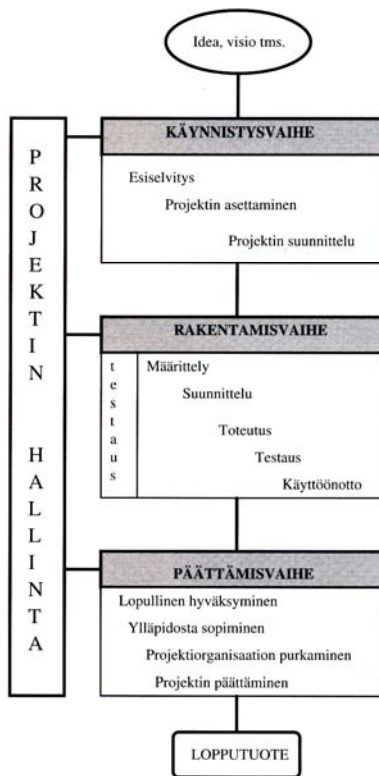 Idea, visio tms.
PROJEKTIN HALLINTA
KÄYNNISTYSVAIHE
Esiselvitys
Projektin asettaminen
Projektin suunnittelu
RAKENTAMISVAIHE
testaus
Määrittely
Suunnittelu
Toteutus
Testaus
Käyttöönotto
PÄÄTTÄMISVAIHE
Lopullinen hyväksyminen
Ylläpidosta sopiminen
Projektiorganisaation purkaminen
Projektin päättäminen
LOPPUTUOTE